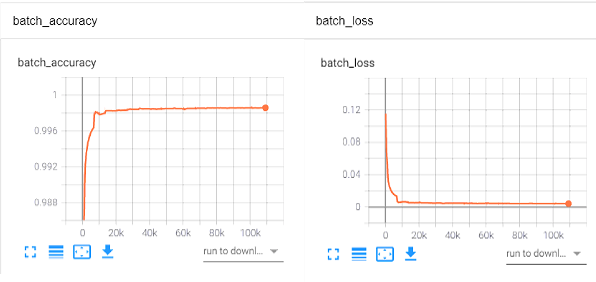 batch_accuracy
batch_accuracy
1
0.996
0.992
0.988
0 20k 40k 60k 80k 100k
run to downl...
batch_loss
batch_loss
0.12
0.08
0.04
0
0 20k 40k 60k 80k 100k
run to downl...